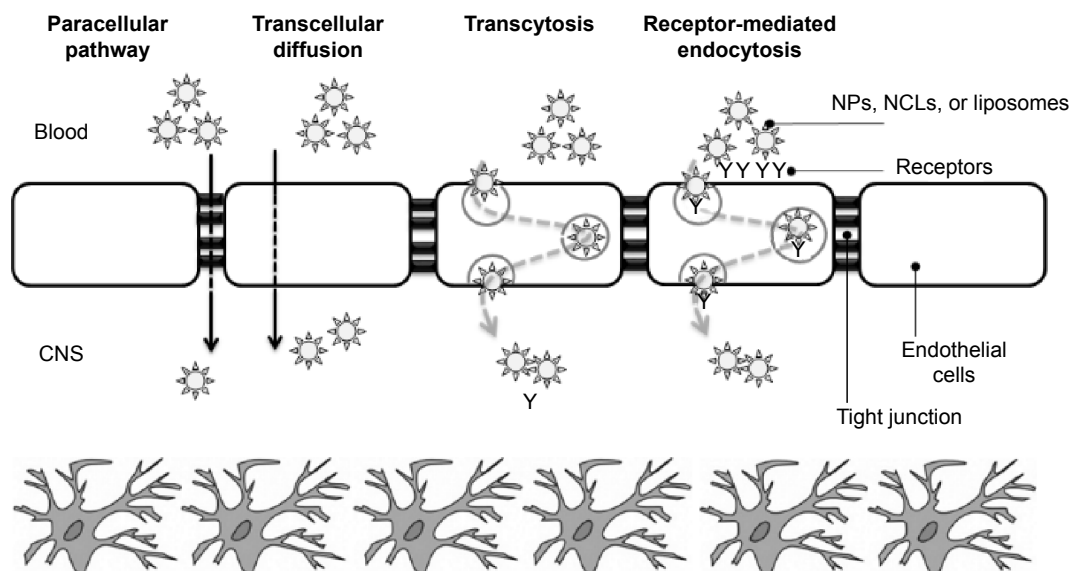 Paracellular
pathway
Transcellular
diffusion
Transcytosis
Receptor-mediated
endocytosis
NPs, NCLs, or liposomes
Blood
Receptors
Y Y Y Y
Y
Y
Y
CNS
Endothelial
cells
Y
Tight junction